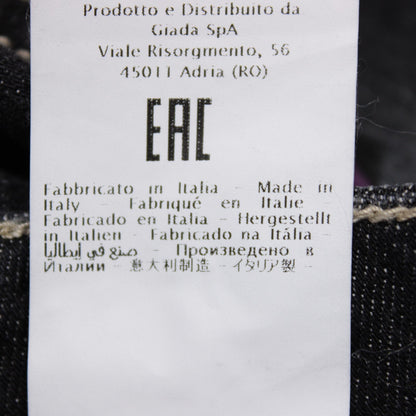 Prodotto e Distribuito da
Giada SpA
Viale Risorgmento, 56
45011 Adria (RO)
EAC
Fabbricato in Italia - Made in
Italy - Fabriqué en Italie -
Fabricado en Italia - Hergestellt
in Italien - Fabricado na Itália -
صنع في إيطاليا - Произведено в
Италии - 意大利制造 - イタリア製 -